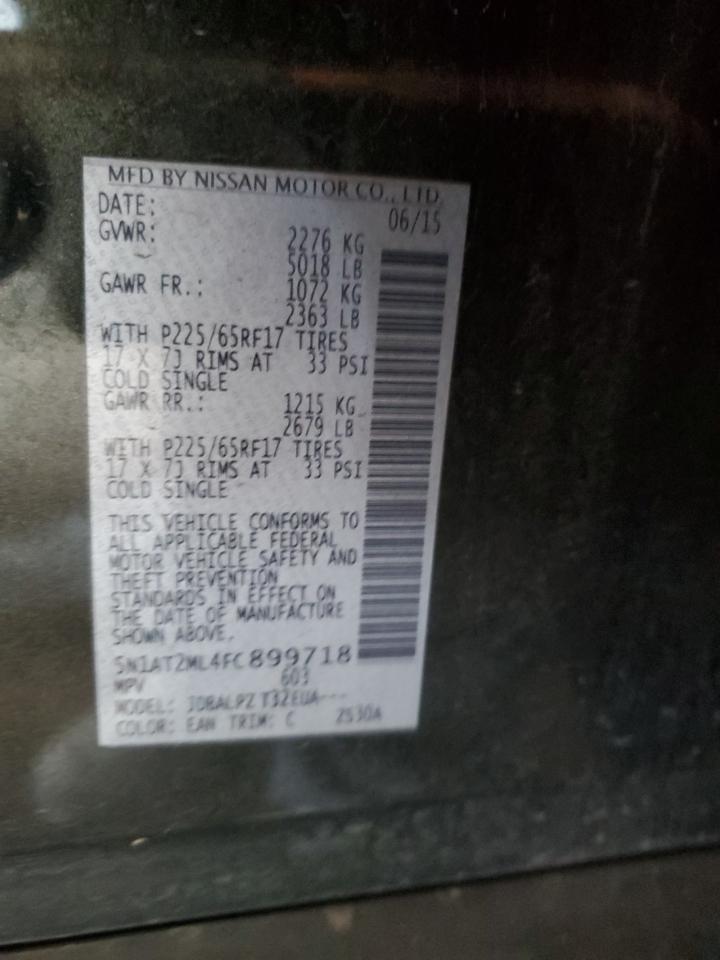 MFD BY NISSAN MOTOR CO., LTD.
DATE: 06/15
GVWR: 2276 KG
5018 LB
GAWR FR.: 1072 KG
2363 LB
WITH P225/65RF17 TIRES
17 X 7J RIMS AT 33 PSI
COLD SINGLE
GAWR RR.: 1215 KG
2679 LB
WITH P225/65RF17 TIRES
17 X 7J RIMS AT 33 PSI
COLD SINGLE
THIS VEHICLE CONFORMS TO
ALL APPLICABLE FEDERAL
MOTOR VEHICLE SAFETY AND
THEFT PREVENTION
STANDARDS IN EFFECT ON
THE DATE OF MANUFACTURE
SHOWN ABOVE.
5N1AT2ML4FC899718
MPV 603
MODEL:
COLOR: EAN TRIM: C